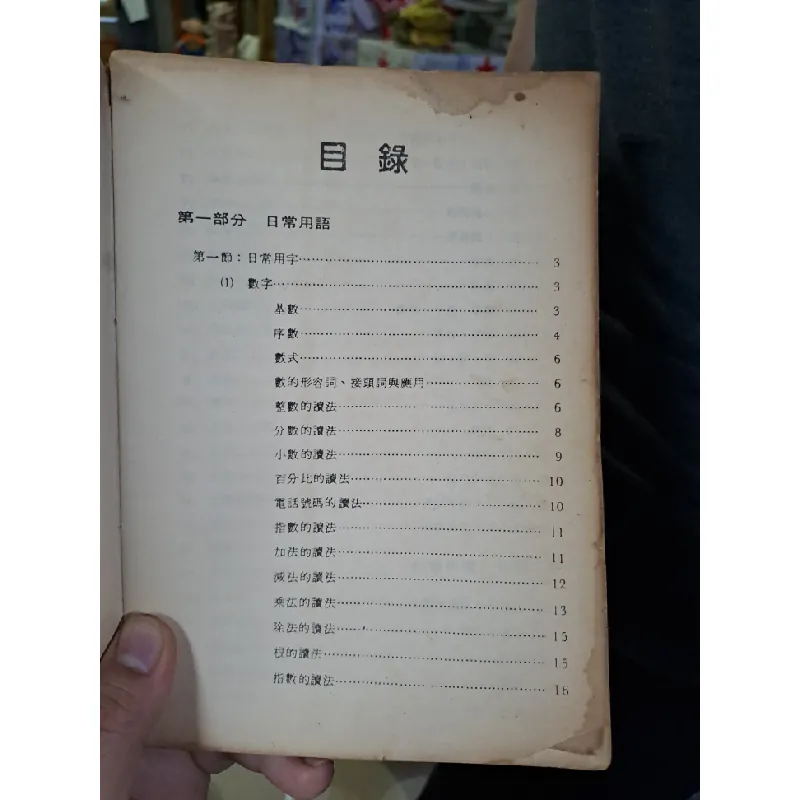 目錄
第一部分 日常用語
第一節：日常用字 3
(1) 數字 3
基數 3
序數 4
數式 6
數的形容詞、接頭詞與應用 6
整數的讀法 6
分數的讀法 8
小數的讀法 9
百分比的讀法 10
電話號碼的讀法 10
指數的讀法 11
加法的讀法 11
減法的讀法 12
乘法的讀法 13
除法的讀法 15
根的讀法 15
指數的讀法 16